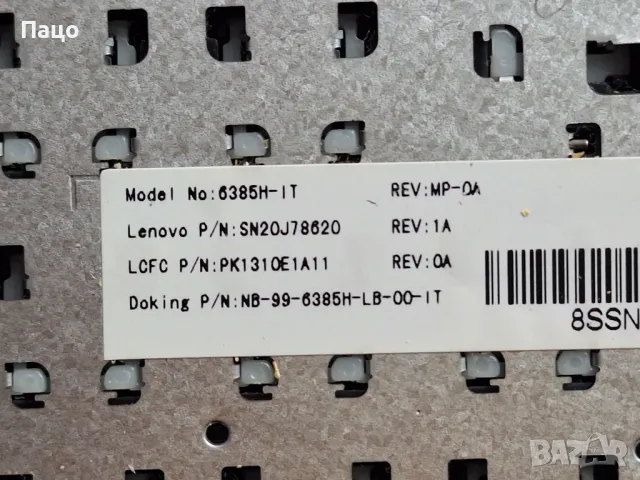 Пацо
Model No:6385H-IT REV:MP-0A
Lenovo P/N:SN20J78620 REV:1A
LCFC P/N:PK1310E1A11 REV:0A
Doking P/N:NB-99-6385H-LB-00-IT
8SSN
bazar